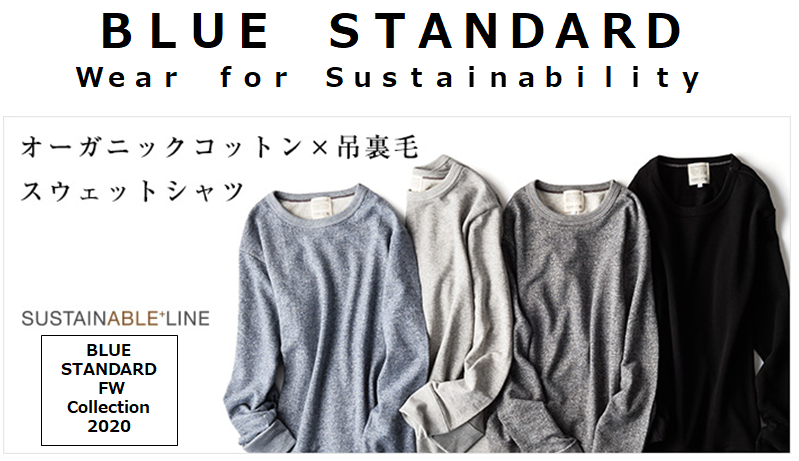 BLUE STANDARD
Wear for Sustainability
オーガニックコットン×吊裏毛
スウェットシャツ
SUSTAINABLE+LINE
BLUE
STANDARD
FW
Collection
2020